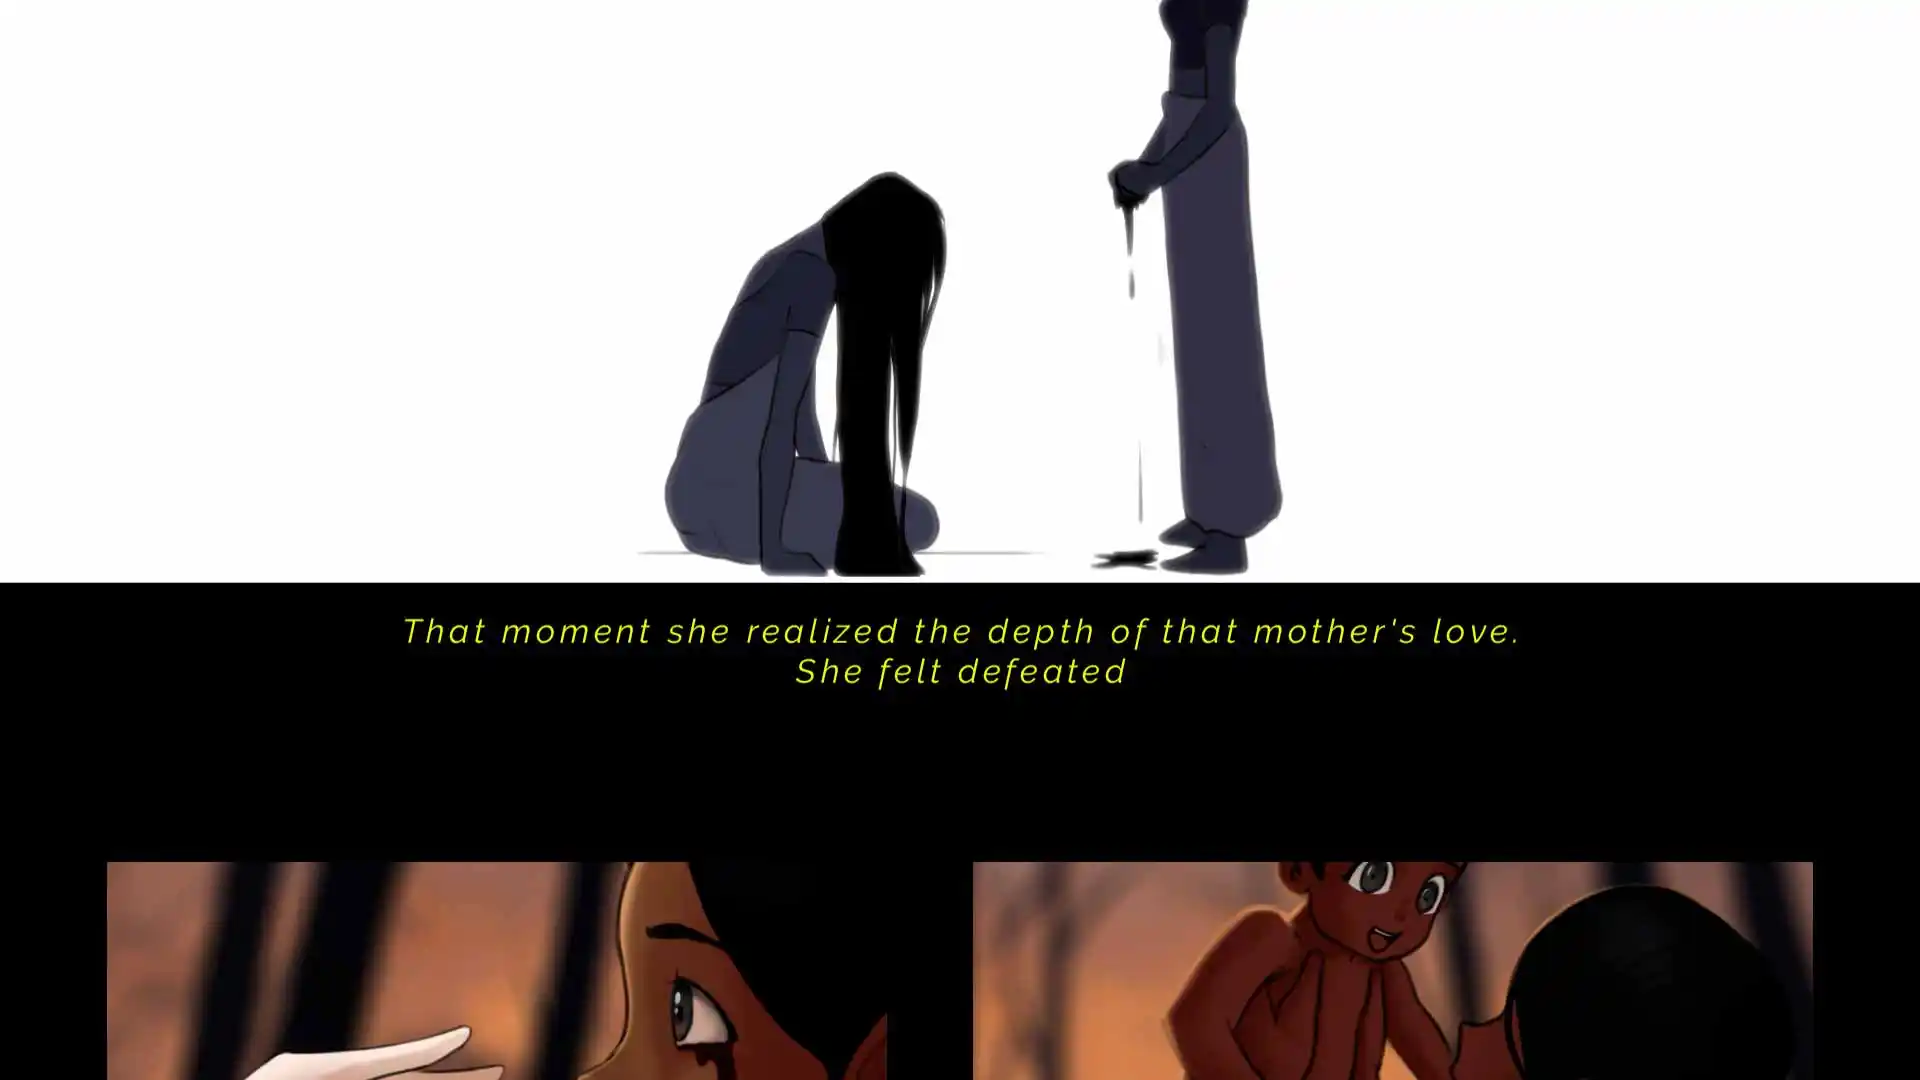 That moment she realized the depth of that mother's love.
She felt defeated